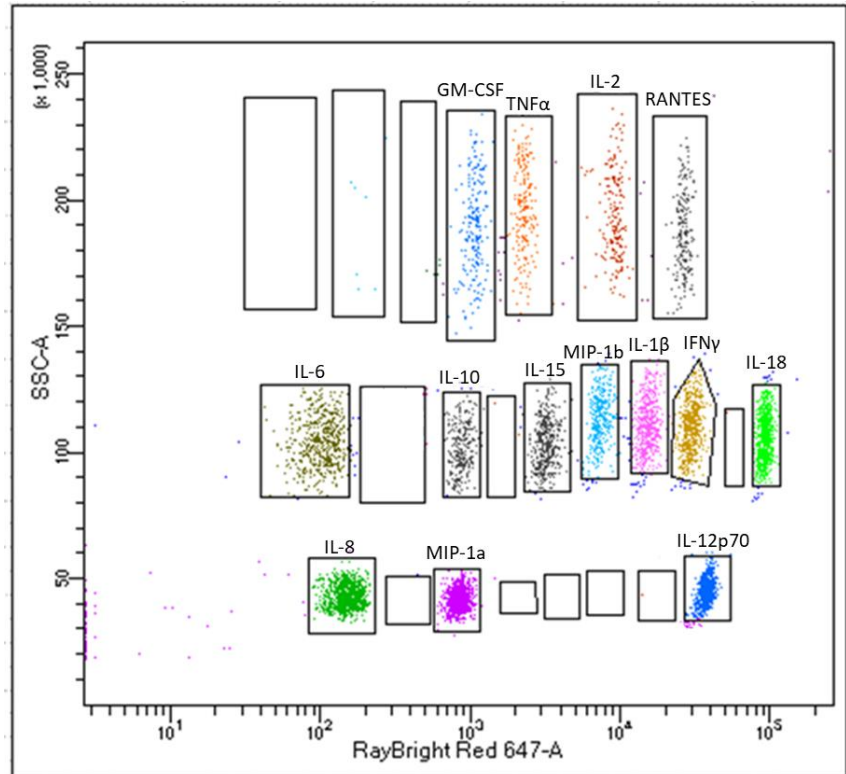 (x 1,000)
250
200
150
100
50
SSC-A
GM-CSF TNFα IL-2 RANTES
IL-6 IL-10 IL-15 MIP-1b IL-1β IFNγ IL-18
IL-8 MIP-1a IL-12p70
10¹ 10² 10³ 10⁴ 10⁵
RayBright Red 647-A